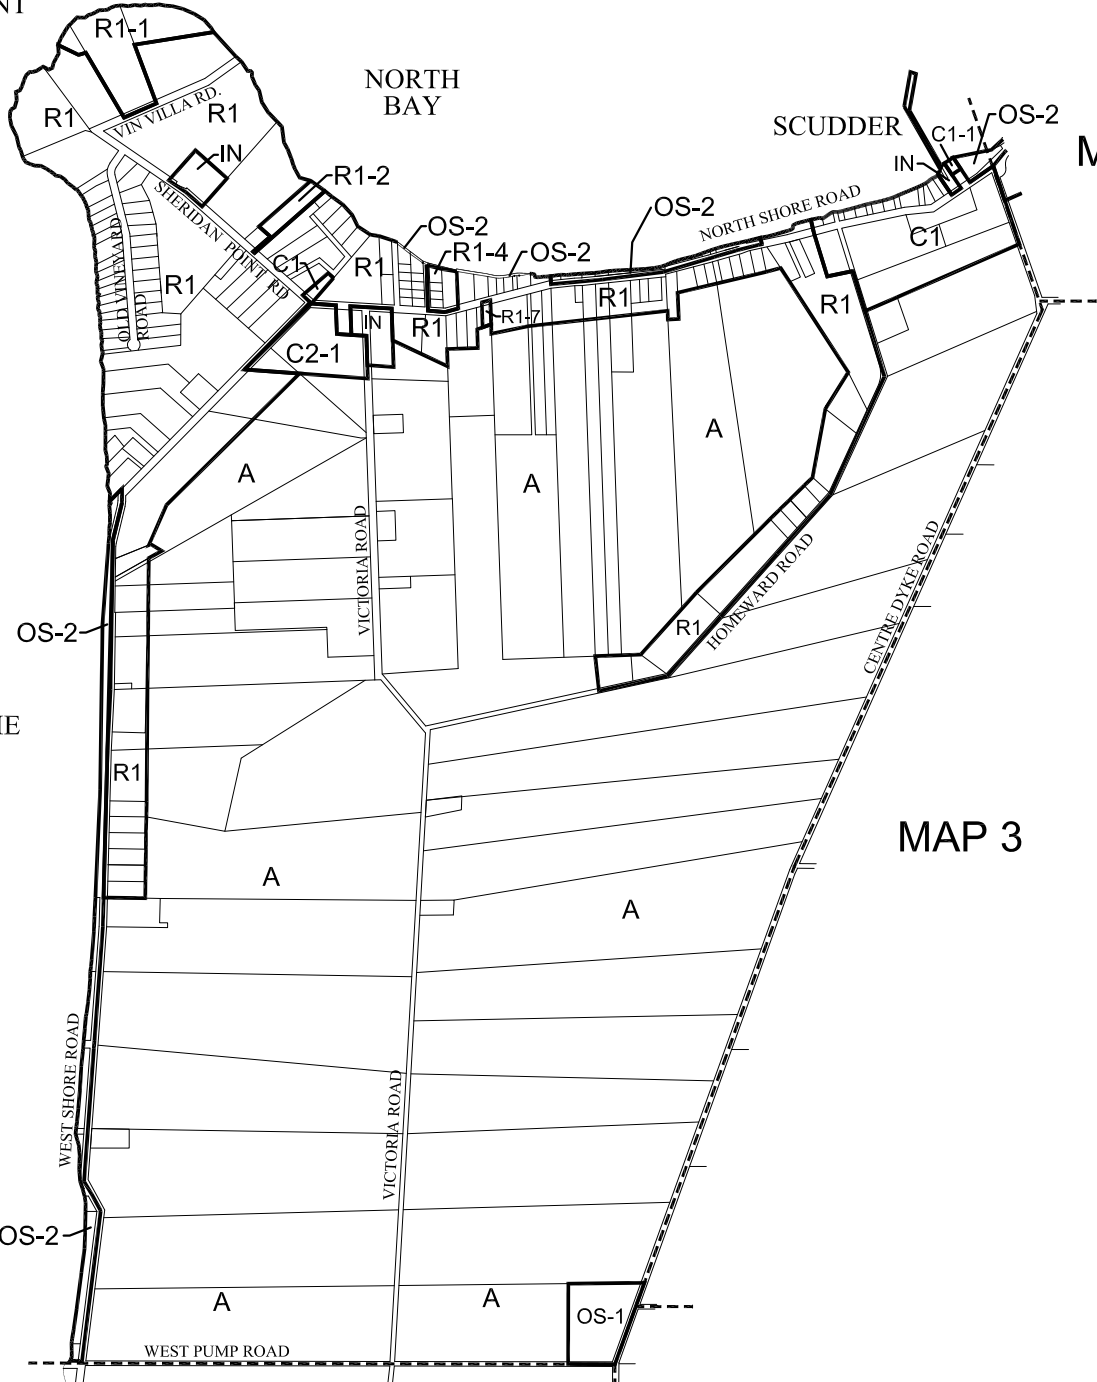 R1-1
NORTH
BAY
R1
VIN VILLA RD.
R1
SCUDDER
C1-1
OS-2
IN
IN
R1-2
SHERIDAN POINT RD
OS-2
OS-2
NORTH SHORE ROAD
C1
OLD VINEYARD
ROAD
R1
C1
R1
R1-4
OS-2
R1
R1
R1-7
IN
R1
C2-1
A
A
A
VICTORIA ROAD
HOMEWARD ROAD
CENTRE DYKE ROAD
OS-2
R1
R1
MAP 3
A
A
WEST SHORE ROAD
VICTORIA ROAD
OS-2
A
A
OS-1
WEST PUMP ROAD